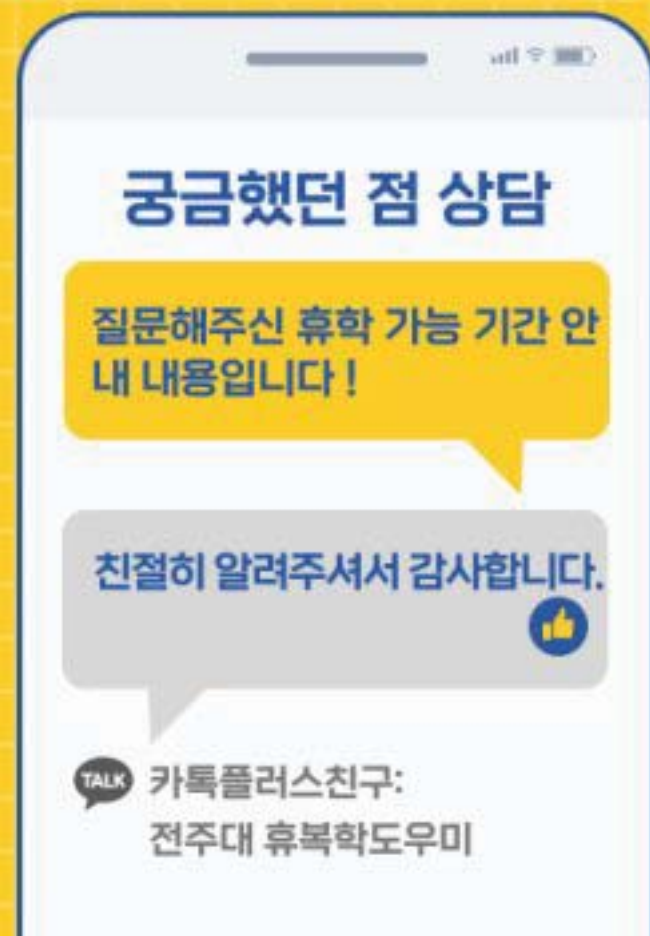 궁금했던 점 상담
질문해주신 휴학 가능 기간 안
내 내용입니다 !
친절히 알려주셔서 감사합니다.
TALK 카톡플러스친구:
전주대 휴복학도우미